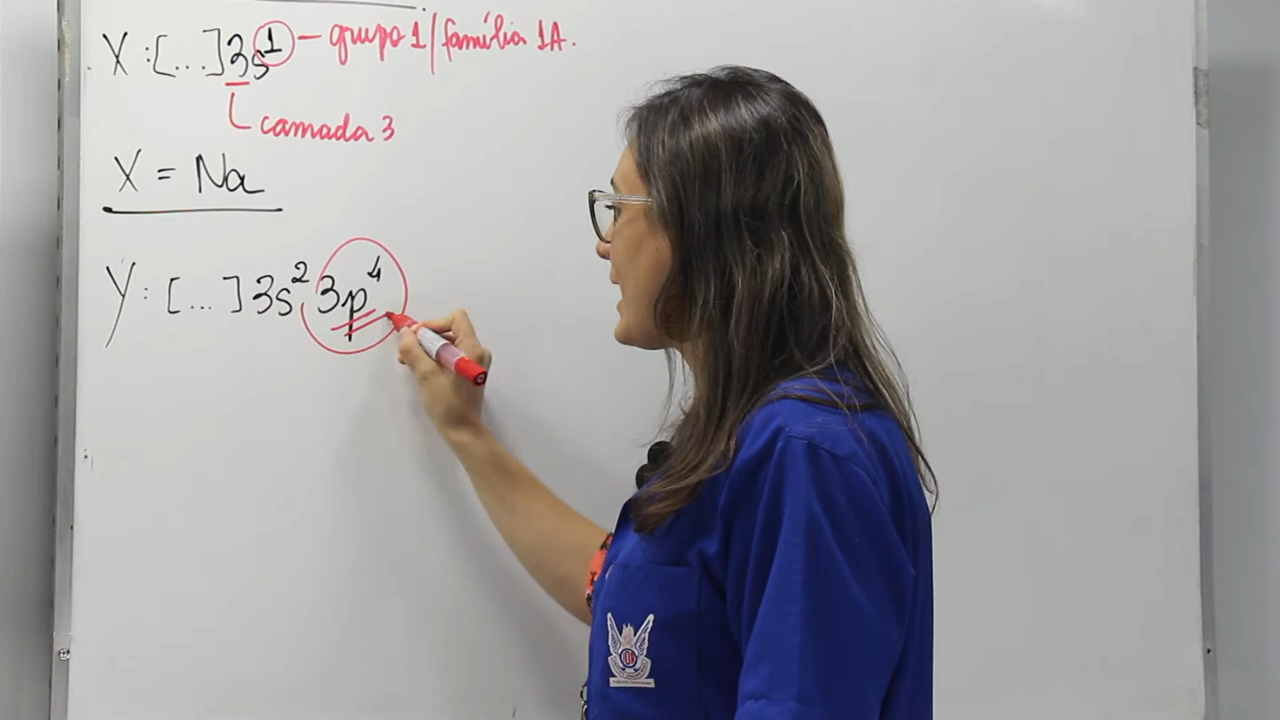 X : [...] 3s¹ – grupo 1 / família 1A.
camada 3
X = Na
Y : [...] 3s² 3p⁴